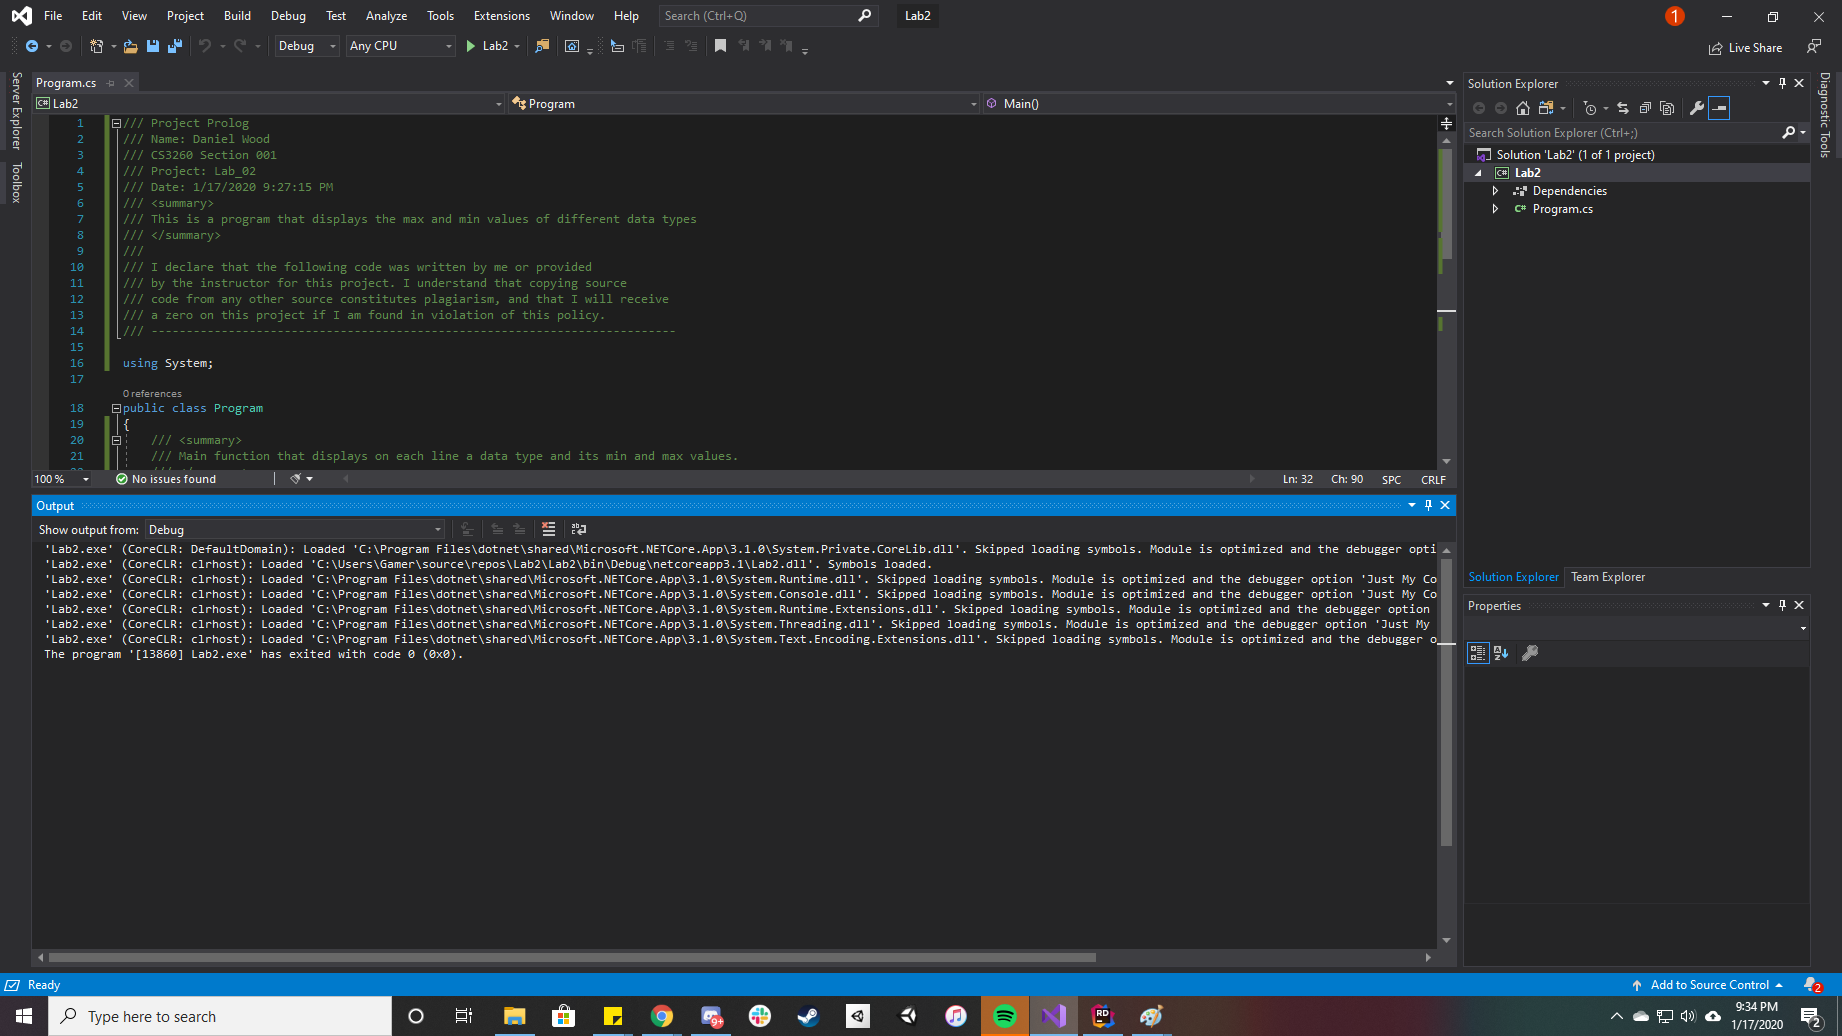 File Edit View Project Build Debug Test Analyze Tools Extensions Window Help Search (Ctrl+Q) Lab2 1
Debug Any CPU Lab2 Live Share
Server Explorer
Toolbox
Program.cs
Lab2 Program Main()
1 /// Project Prolog
2 /// Name: Daniel Wood
3 /// CS3260 Section 001
4 /// Project: Lab_02
5 /// Date: 1/17/2020 9:27:15 PM
6 /// <summary>
7 /// This is a program that displays the max and min values of different data types
8 /// </summary>
9 ///
10 /// I declare that the following code was written by me or provided
11 /// by the instructor for this project. I understand that copying source
12 /// code from any other source constitutes plagiarism, and that I will receive
13 /// a zero on this project if I am found in violation of this policy.
14 /// ---------------------------------------------------------------------------
15
16 using System;
17
0 references
18 public class Program
19 {
20 /// <summary>
21 /// Main function that displays on each line a data type and its min and max values.
100 % No issues found Ln: 32 Ch: 90 SPC CRLF
Output
Show output from: Debug
'Lab2.exe' (CoreCLR: DefaultDomain): Loaded 'C:\Program Files\dotnet\shared\Microsoft.NETCore.App\3.1.0\System.Private.CoreLib.dll'. Skipped loading symbols. Module is optimized and the debugger opti
'Lab2.exe' (CoreCLR: clrhost): Loaded 'C:\Users\Gamer\source\repos\Lab2\Lab2\bin\Debug\netcoreapp3.1\Lab2.dll'. Symbols loaded.
'Lab2.exe' (CoreCLR: clrhost): Loaded 'C:\Program Files\dotnet\shared\Microsoft.NETCore.App\3.1.0\System.Runtime.dll'. Skipped loading symbols. Module is optimized and the debugger option 'Just My Co
'Lab2.exe' (CoreCLR: clrhost): Loaded 'C:\Program Files\dotnet\shared\Microsoft.NETCore.App\3.1.0\System.Console.dll'. Skipped loading symbols. Module is optimized and the debugger option 'Just My Co
'Lab2.exe' (CoreCLR: clrhost): Loaded 'C:\Program Files\dotnet\shared\Microsoft.NETCore.App\3.1.0\System.Runtime.Extensions.dll'. Skipped loading symbols. Module is optimized and the debugger option
'Lab2.exe' (CoreCLR: clrhost): Loaded 'C:\Program Files\dotnet\shared\Microsoft.NETCore.App\3.1.0\System.Threading.dll'. Skipped loading symbols. Module is optimized and the debugger option 'Just My
'Lab2.exe' (CoreCLR: clrhost): Loaded 'C:\Program Files\dotnet\shared\Microsoft.NETCore.App\3.1.0\System.Text.Encoding.Extensions.dll'. Skipped loading symbols. Module is optimized and the debugger o
The program '[13860] Lab2.exe' has exited with code 0 (0x0).
Solution Explorer
Search Solution Explorer (Ctrl+;)
Solution 'Lab2' (1 of 1 project)
C# Lab2
Dependencies
C# Program.cs
Solution Explorer Team Explorer
Properties
Diagnostic Tools
Ready Add to Source Control 2
Type here to search 9+ 9:34 PM
1/17/2020 2